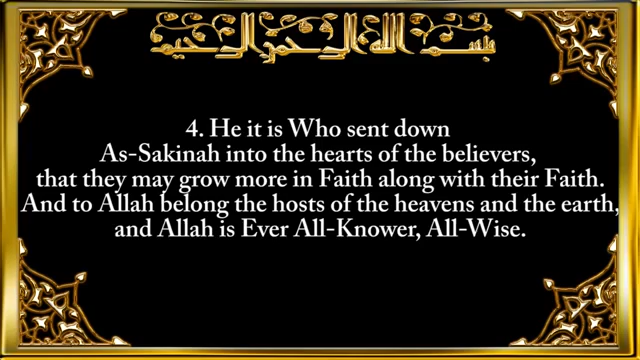 بسم الله الرحمن الرحيم
4. He it is Who sent down
As-Sakinah into the hearts of the believers,
that they may grow more in Faith along with their Faith.
And to Allah belong the hosts of the heavens and the earth,
and Allah is Ever All-Knower, All-Wise.